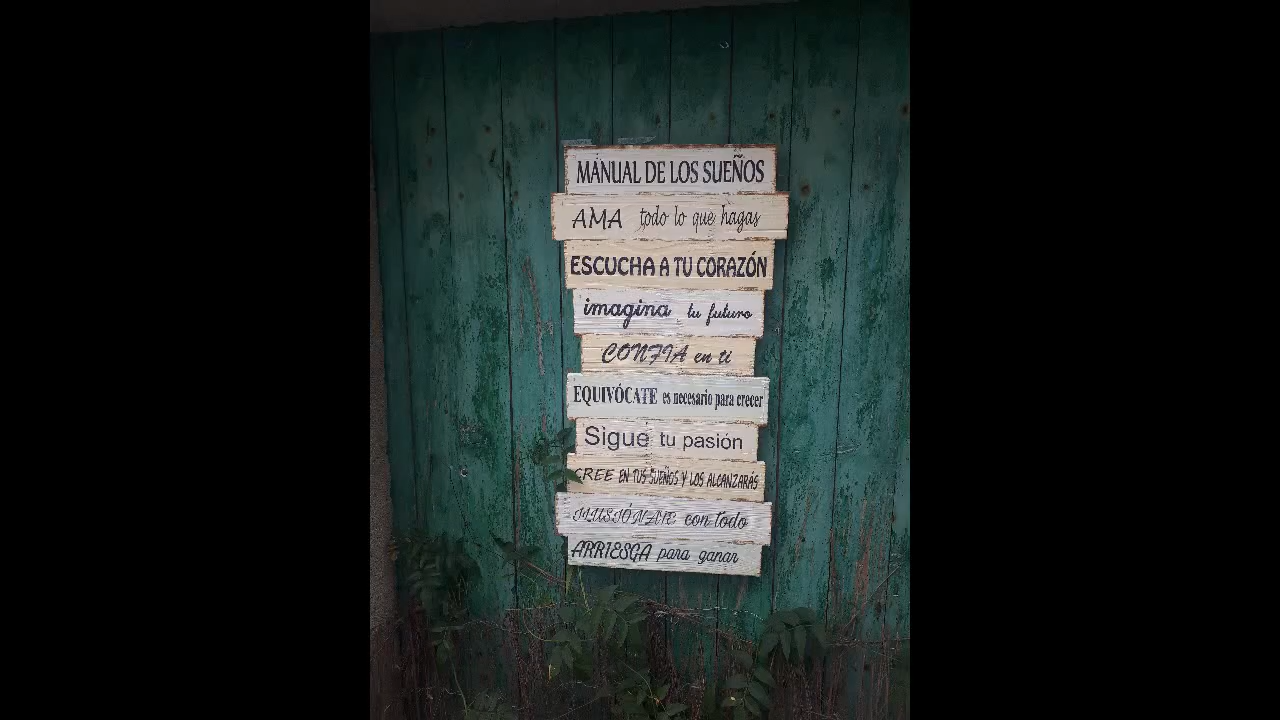 MANUAL DE LOS SUEÑOS
AMA todo lo que hagas
ESCUCHA A TU CORAZÓN
imagina tu futuro
CONFIA en ti
EQUIVÓCATE es necesario para crecer
Sigue tu pasión
CREE EN TUS SUEÑOS Y LOS ALCANZARÁS
ILUSIÓNATE con todo
ARRIESGA para ganar